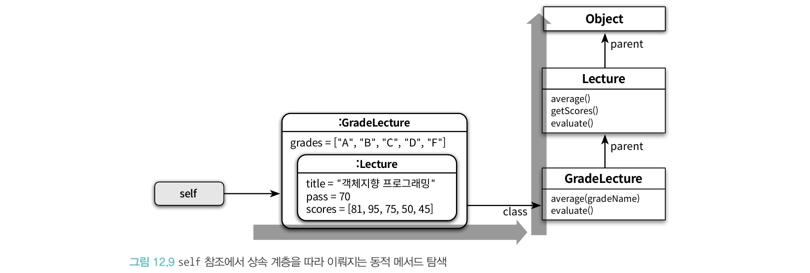 Object
parent
Lecture
average()
getScores()
evaluate()
parent
:GradeLecture
grades = ["A", "B", "C", "D", "F"]
:Lecture
title = "객체지향 프로그래밍"
pass = 70
scores = [81, 95, 75, 50, 45]
self
class
GradeLecture
average(gradeName)
evaluate()
그림 12.9 self 참조에서 상속 계층을 따라 이뤄지는 동적 메서드 탐색